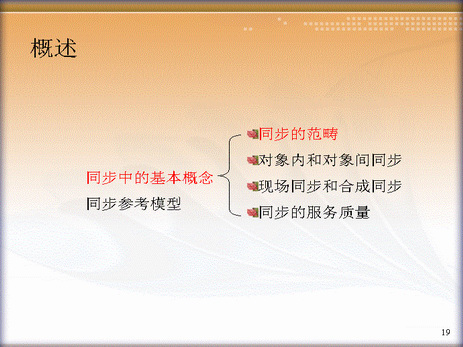 概述
同步的范畴
对象内和对象间同步
同步中的基本概念
现场同步和合成同步
同步参考模型
同步的服务质量
19